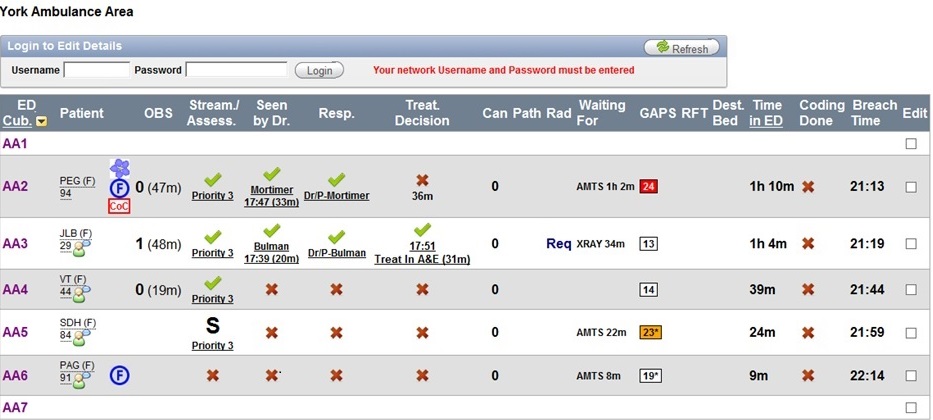 York Ambulance Area
Login to Edit Details Refresh
Username Password Login Your network Username and Password must be entered
ED Cub. Patient OBS Stream./ Assess. Seen by Dr. Resp. Treat. Decision Can Path Rad Waiting For GAPS RFT Dest. Bed Time in ED Coding Done Breach Time Edit
AA1
AA2 PEG (F) 94 F CoC 0 (47m) Priority 3 Mortimer 17:47 (33m) Dr/P-Mortimer 36m 0 AMTS 1h 2m 24 1h 10m 21:13
AA3 JLB (F) 29 1 (48m) Priority 3 Bulman 17:39 (20m) Dr/P-Bulman 17:51 Treat In A&E (31m) 0 Req XRAY 34m 13 1h 4m 21:19
AA4 VT (F) 44 0 (19m) Priority 3 0 14 39m 21:44
AA5 SDH (F) 84 S Priority 3 0 AMTS 22m 23* 24m 21:59
AA6 PAG (F) 91 F 0 AMTS 8m 19* 9m 22:14
AA7